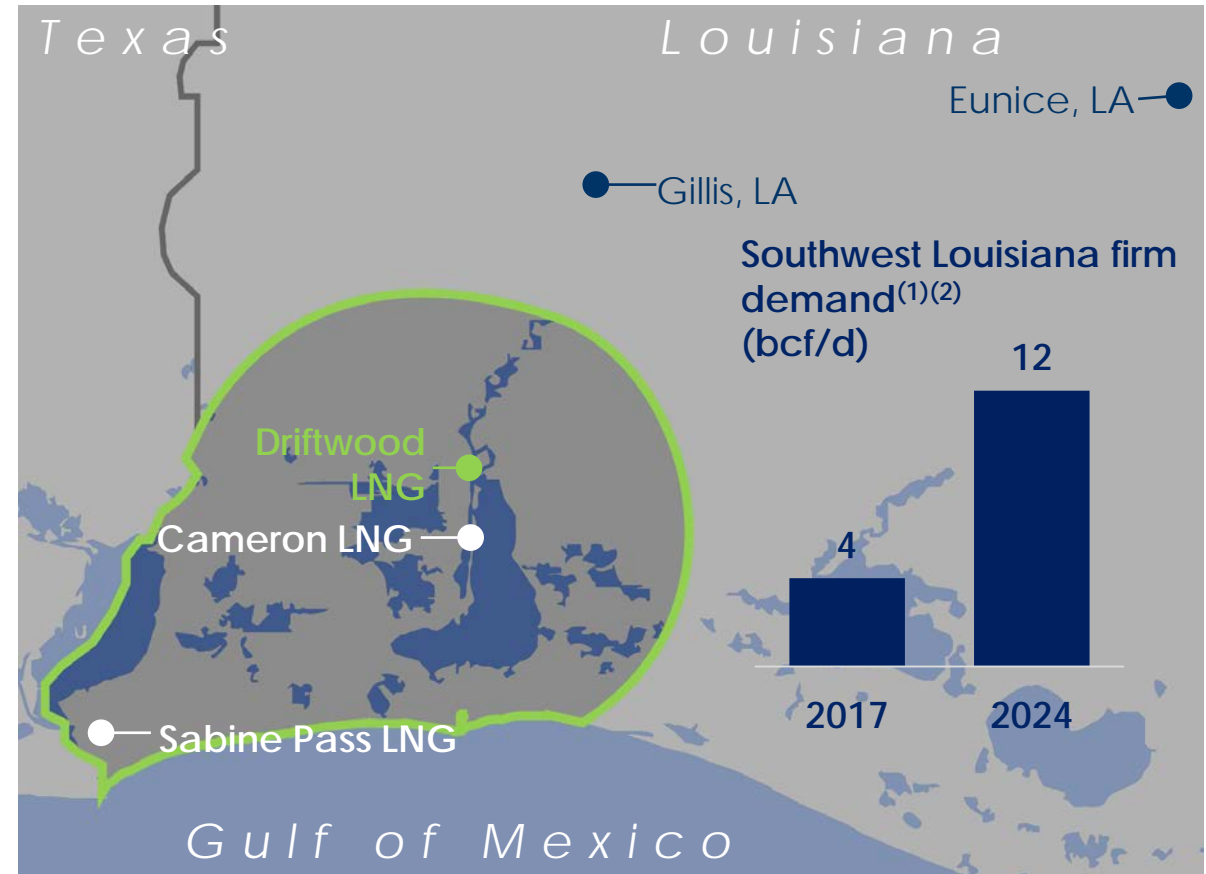 Texas
Louisiana
Eunice, LA
Gillis, LA
Southwest Louisiana firm
demand(1)(2)
(bcf/d)
12
4
2017
2024
Driftwood
LNG
Cameron LNG
Sabine Pass LNG
Gulf of Mexico